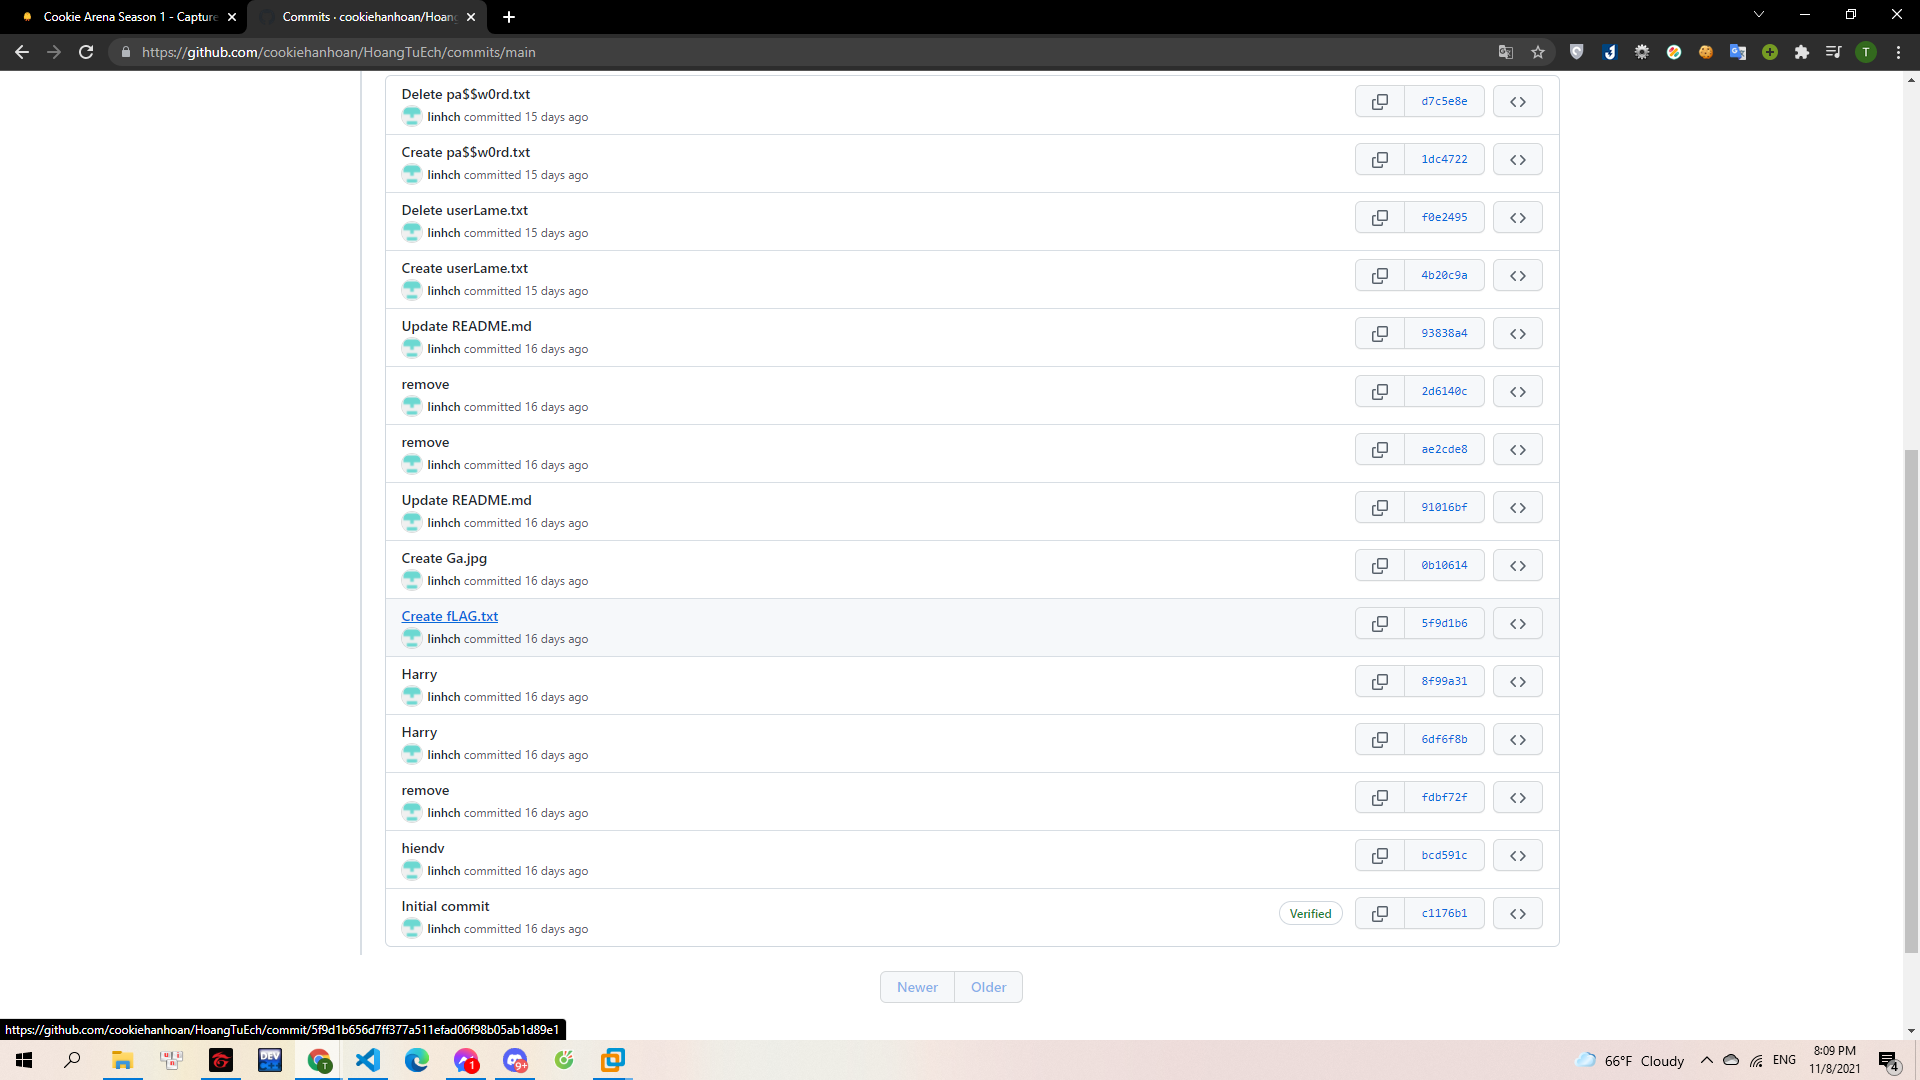 Cookie Arena Season 1 - Capture
Commits · cookiehanhoan/Hoang
https://github.com/cookiehanhoan/HoangTuEch/commits/main
T
Delete pa$$w0rd.txt
linhch committed 15 days ago
d7c5e8e
Create pa$$w0rd.txt
linhch committed 15 days ago
1dc4722
Delete userLame.txt
linhch committed 15 days ago
f0e2495
Create userLame.txt
linhch committed 15 days ago
4b20c9a
Update README.md
linhch committed 16 days ago
93838a4
remove
linhch committed 16 days ago
2d6140c
remove
linhch committed 16 days ago
ae2cde8
Update README.md
linhch committed 16 days ago
91016bf
Create Ga.jpg
linhch committed 16 days ago
0b10614
Create fLAG.txt
linhch committed 16 days ago
5f9d1b6
Harry
linhch committed 16 days ago
8f99a31
Harry
linhch committed 16 days ago
6df6f8b
remove
linhch committed 16 days ago
fdbf72f
hiendv
linhch committed 16 days ago
bcd591c
Initial commit
linhch committed 16 days ago
Verified
c1176b1
Newer
Older
https://github.com/cookiehanhoan/HoangTuEch/commit/5f9d1b656d7ff377a511efad06f98b05ab1d89e1
DEV
T
1
9+
66°F Cloudy
ENG
8:09 PM
11/8/2021
4